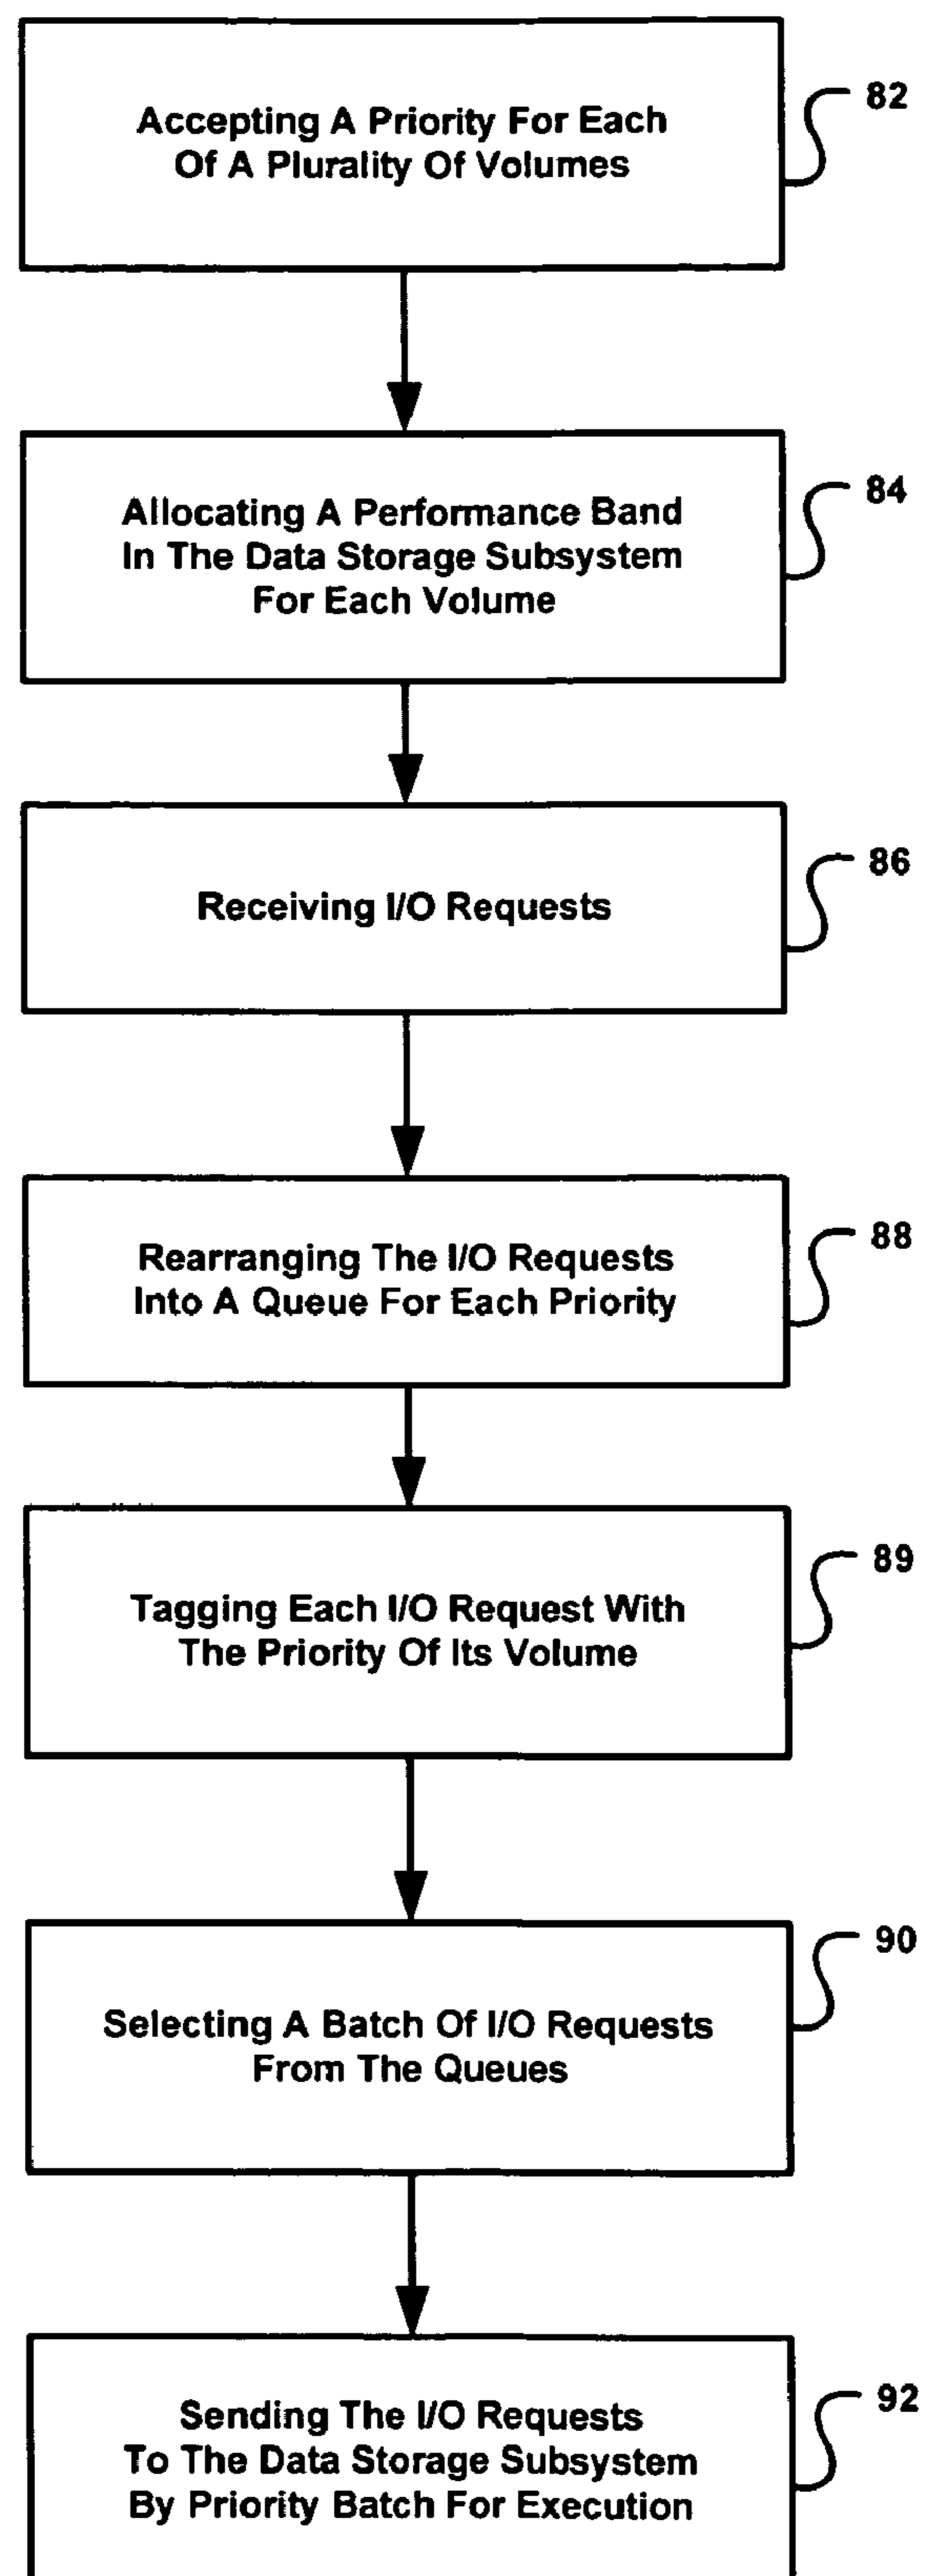 Accepting A Priority For Each
Of A Plurality Of Volumes
82
Allocating A Performance Band
In The Data Storage Subsystem
For Each Volume
84
Receiving I/O Requests
86
Rearranging The I/O Requests
Into A Queue For Each Priority
88
Tagging Each I/O Request With
The Priority Of Its Volume
89
Selecting A Batch Of I/O Requests
From The Queues
90
Sending The I/O Requests
To The Data Storage Subsystem
By Priority Batch For Execution
92